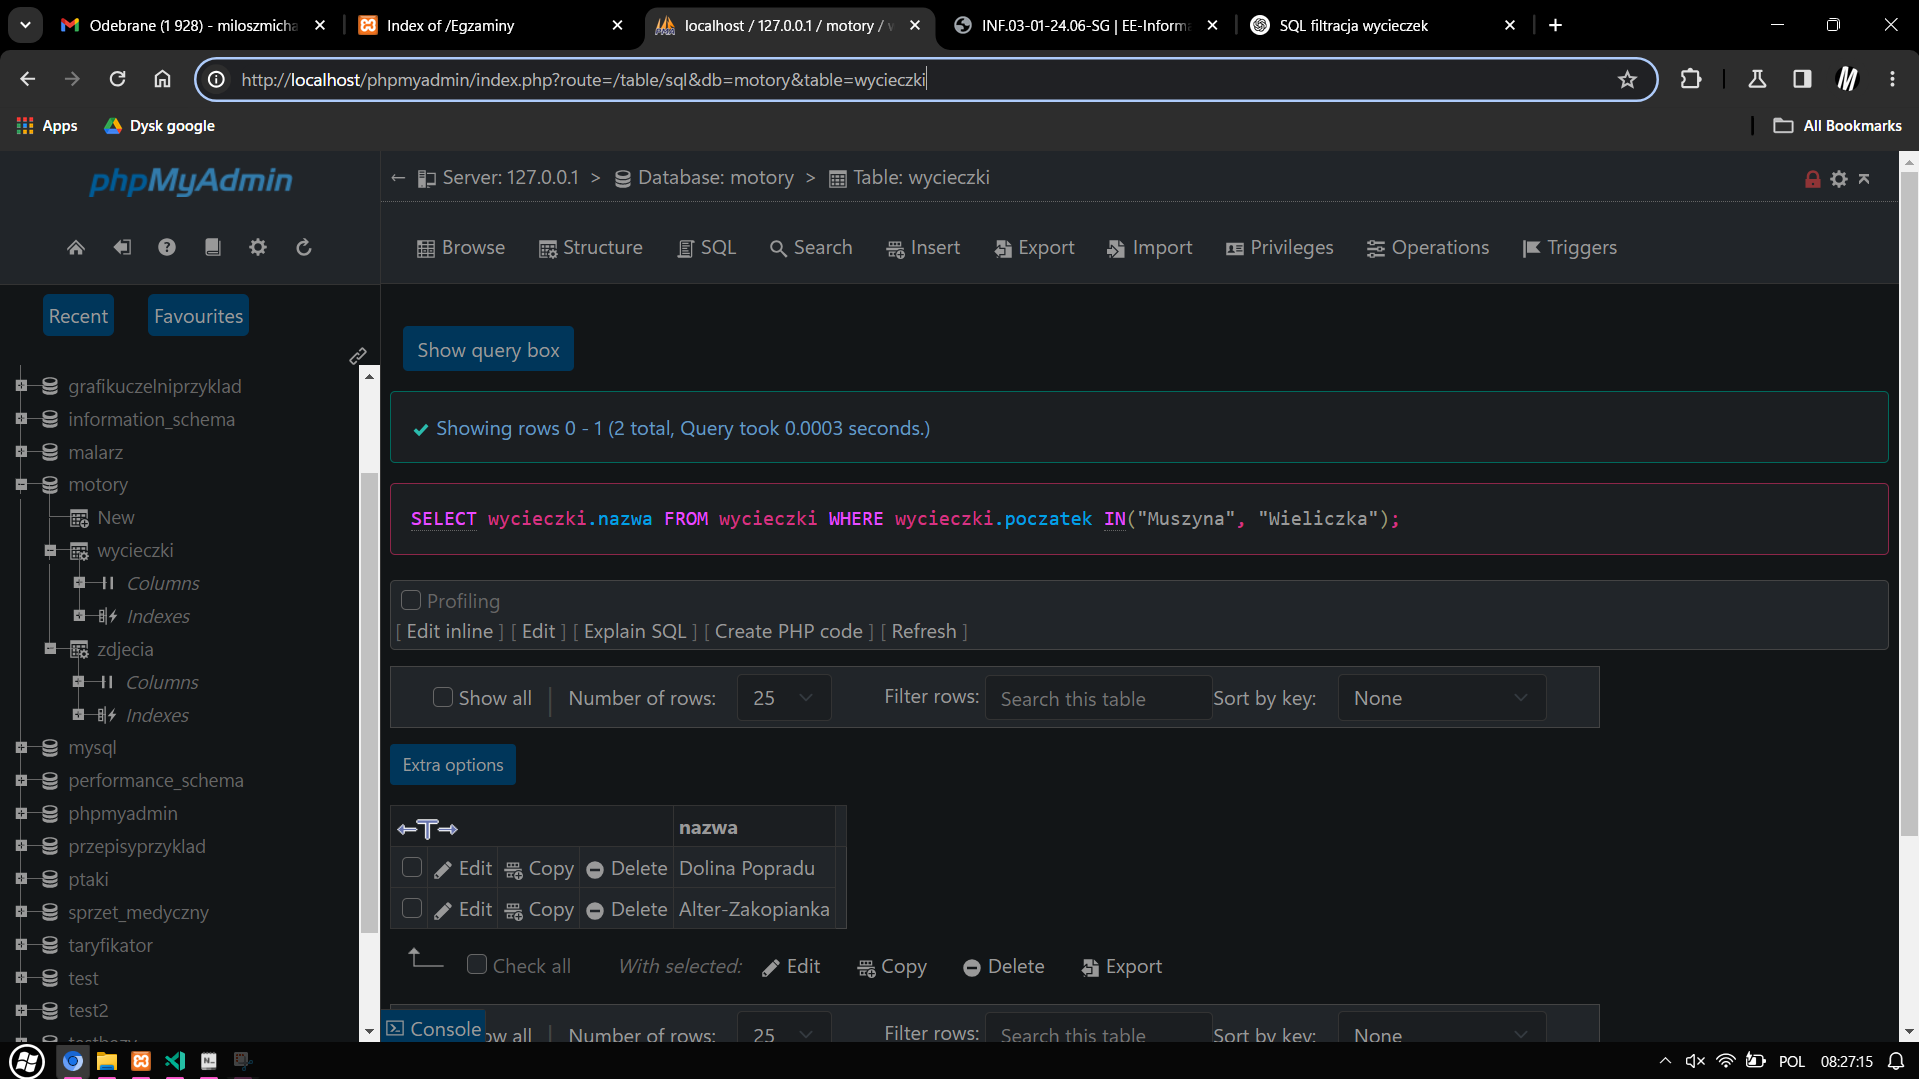 Odebrane (1 928) - miloszmicha
Index of /Egzaminy
localhost / 127.0.0.1 / motory / w
INF.03-01-24.06-SG | EE-Informa
SQL filtracja wycieczek
http://localhost/phpmyadmin/index.php?route=/table/sql&db=motory&table=wycieczki
Apps
Dysk google
All Bookmarks
phpMyAdmin
Server: 127.0.0.1 > Database: motory > Table: wycieczki
Browse Structure SQL Search Insert Export Import Privileges Operations Triggers
Recent Favourites
grafikuczelniprzyklad
information_schema
malarz
motory
New
wycieczki
Columns
Indexes
zdjecia
Columns
Indexes
mysql
performance_schema
phpmyadmin
przepisyprzyklad
ptaki
sprzet_medyczny
taryfikator
test
test2
Show query box
Showing rows 0 - 1 (2 total, Query took 0.0003 seconds.)
SELECT wycieczki.nazwa FROM wycieczki WHERE wycieczki.poczatek IN("Muszyna", "Wieliczka");
Profiling
[ Edit inline ] [ Edit ] [ Explain SQL ] [ Create PHP code ] [ Refresh ]
Show all | Number of rows: 25 Filter rows: Search this table Sort by key: None
Extra options
←T→ nazwa
Edit Copy Delete Dolina Popradu
Edit Copy Delete Alter-Zakopianka
Check all With selected: Edit Copy Delete Export
Console
ow all | Number of rows: 25 Filter rows: Search this table Sort by key: None
POL 08:27:15